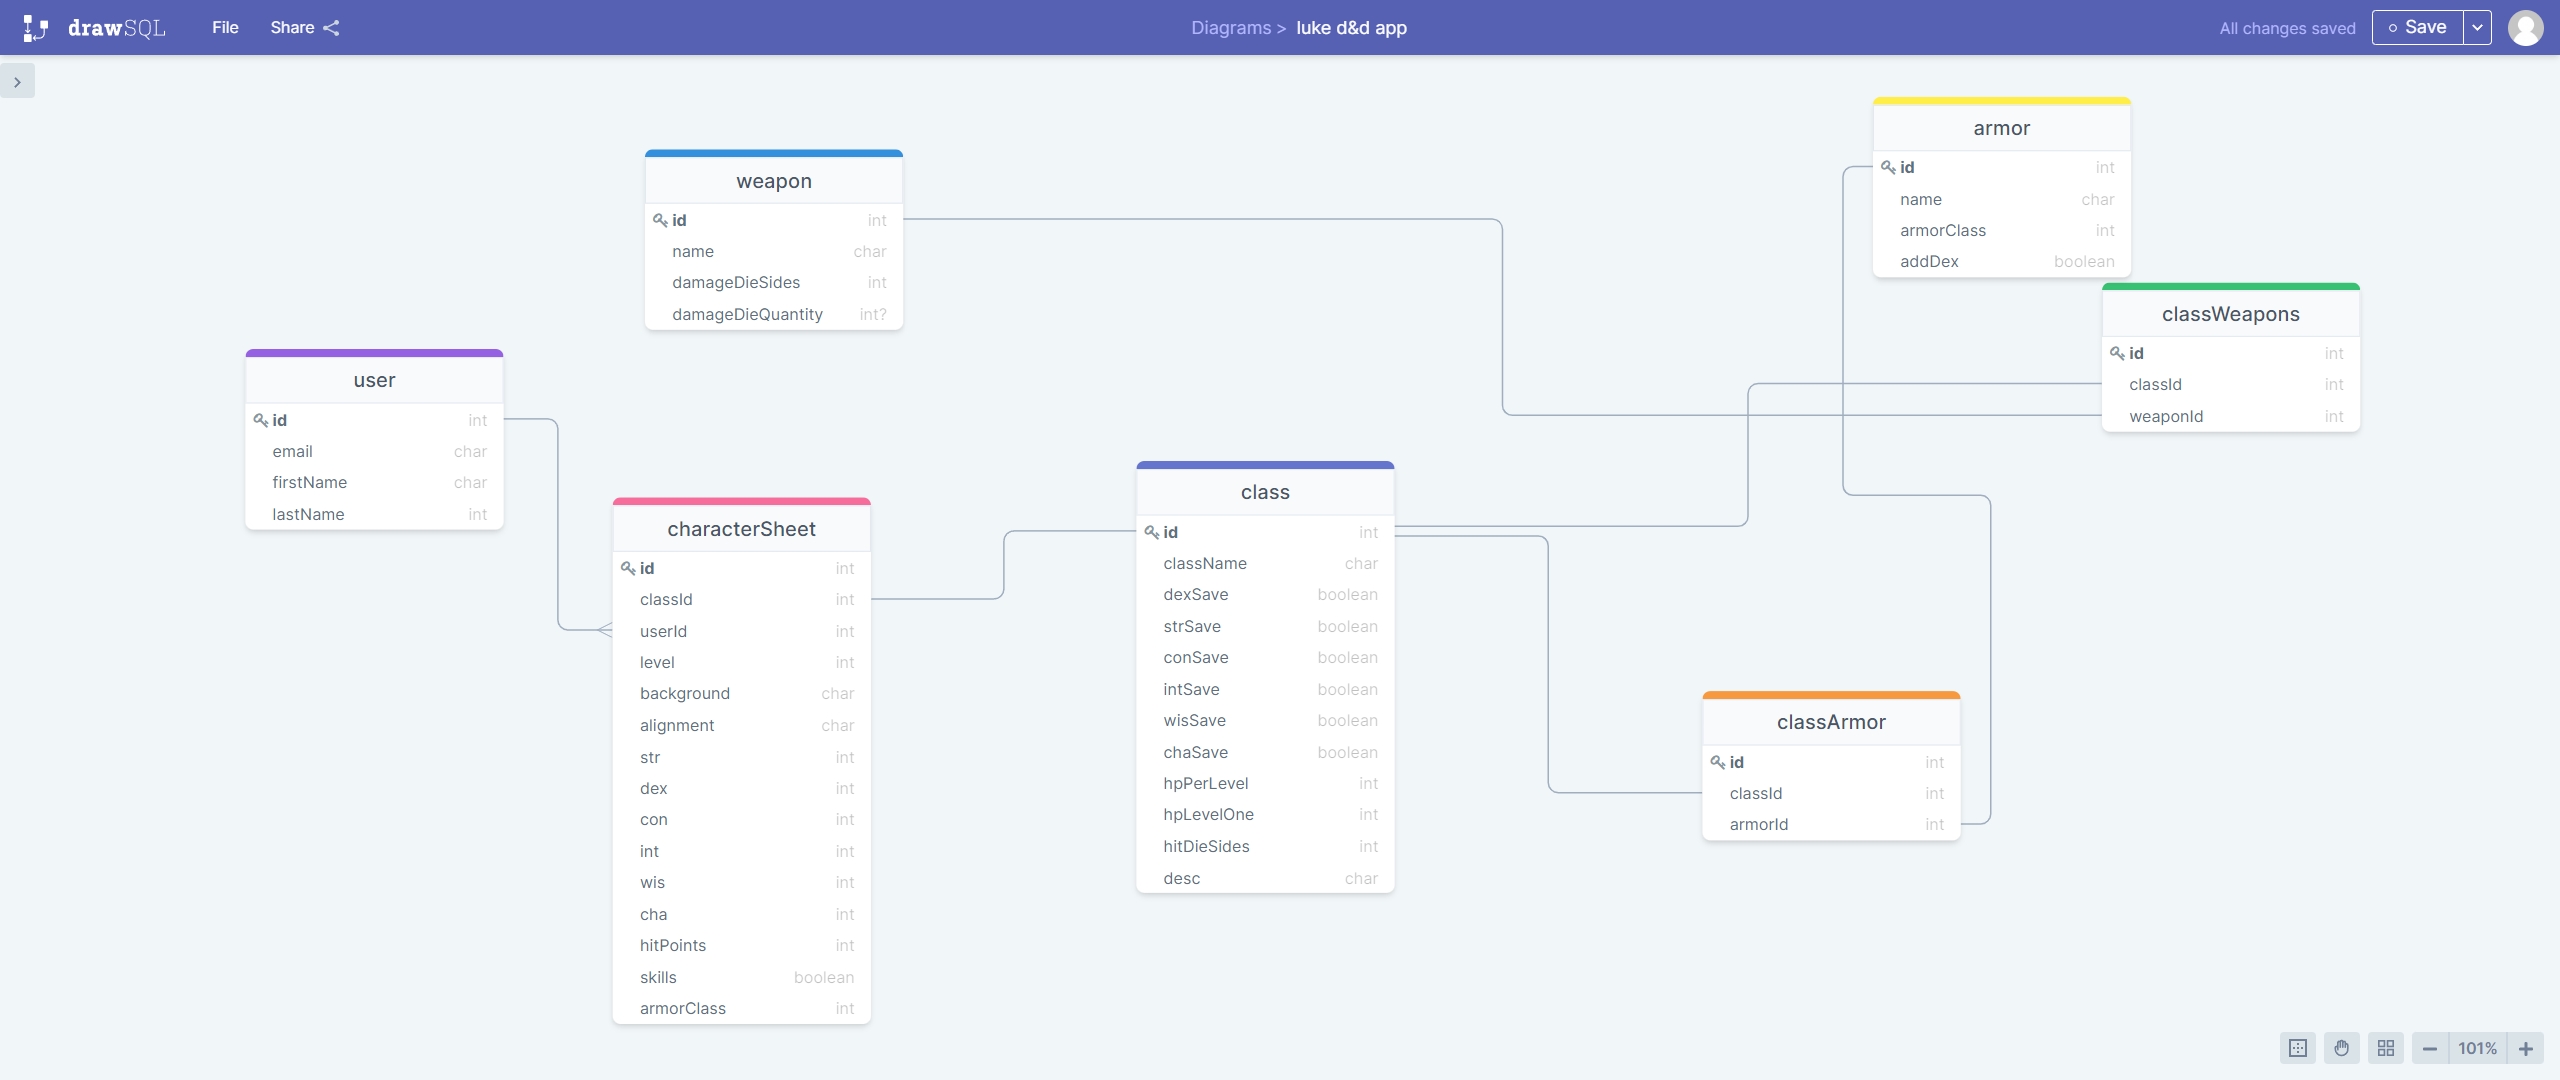 drawSQL File Share Diagrams > luke d&d app All changes saved Save
armor
id int
name char
armorClass int
addDex boolean
weapon
id int
name char
damageDieSides int
damageDieQuantity int?
classWeapons
id int
classId int
weaponId int
user
id int
email char
firstName char
lastName int
characterSheet
id int
classId int
userId int
level int
background char
alignment char
str int
dex int
con int
int int
wis int
cha int
hitPoints int
skills boolean
armorClass int
class
id int
className char
dexSave boolean
strSave boolean
conSave boolean
intSave boolean
wisSave boolean
chaSave boolean
hpPerLevel int
hpLevelOne int
hitDieSides int
desc char
classArmor
id int
classId int
armorId int
101%